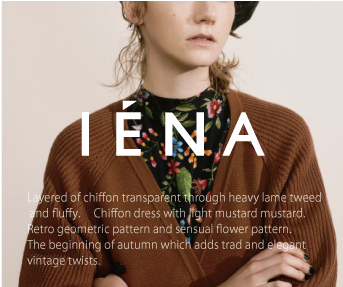 IÉNA
Layered of chiffon transparent through heavy lame tweed
and fluffy. Chiffon dress with light mustard mustard.
Retro geometric pattern and sensual flower pattern.
The beginning of autumn which adds trad and elegant
vintage twists.